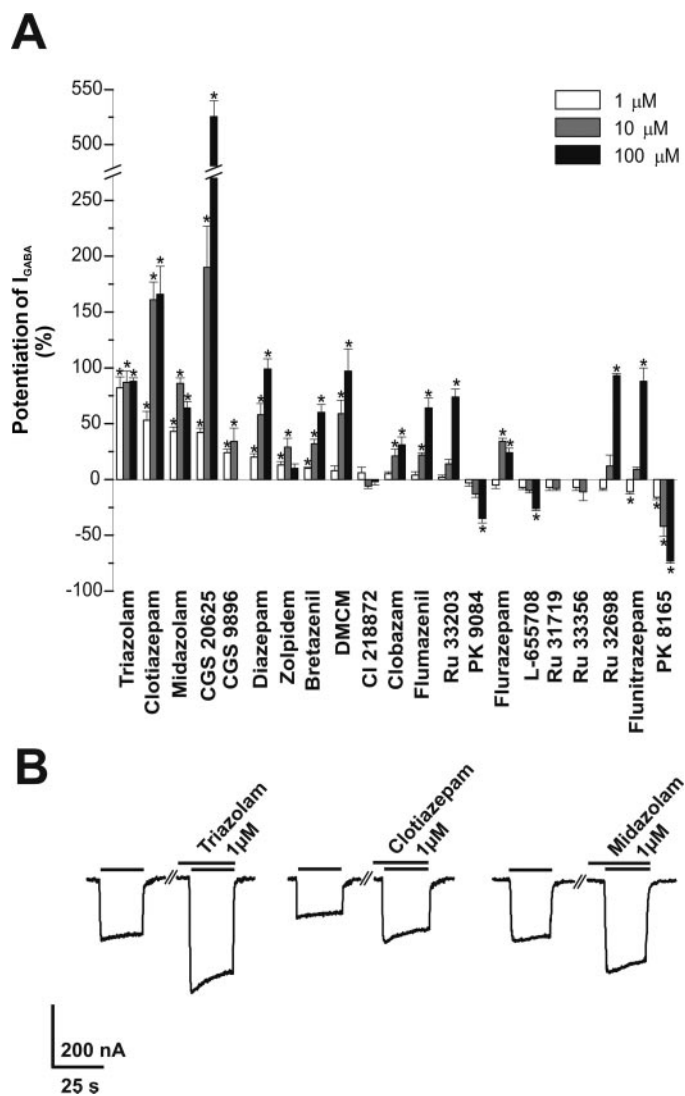 A
550
500
250
200
150
100
50
0
-50
-100
Potentiation of I_GABA
(%)
1 µM
10 µM
100 µM
* * * * * * * * * * * * * * * * * * * * * * * * * * * * * * * * * * * * *
Triazolam
Clotiazepam
Midazolam
CGS 20625
CGS 9896
Diazepam
Zolpidem
Bretazenil
DMCM
Cl 218872
Clobazam
Flumazenil
Ru 33203
PK 9084
Flurazepam
L-655708
Ru 31719
Ru 33356
Ru 32698
Flunitrazepam
PK 8165
B
Triazolam
1µM
Clotiazepam
1µM
Midazolam
1µM
200 nA
25 s